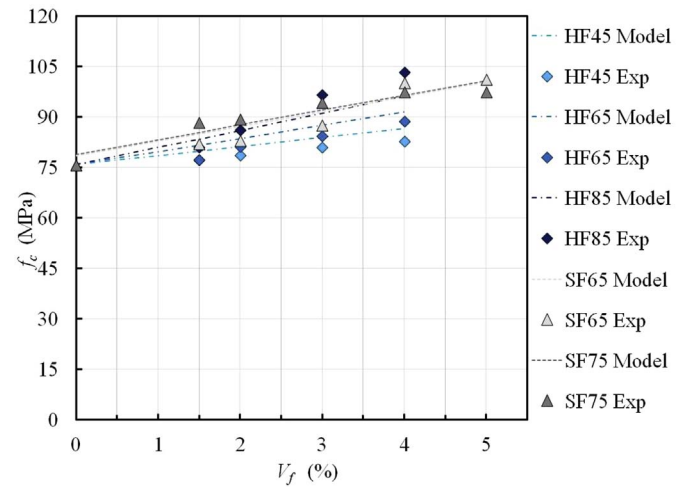 120
105
90
75
60
45
30
15
0
f_c (MPa)
0 1 2 3 4 5
V_f (%)
HF45 Model
HF45 Exp
HF65 Model
HF65 Exp
HF85 Model
HF85 Exp
SF65 Model
SF65 Exp
SF75 Model
SF75 Exp